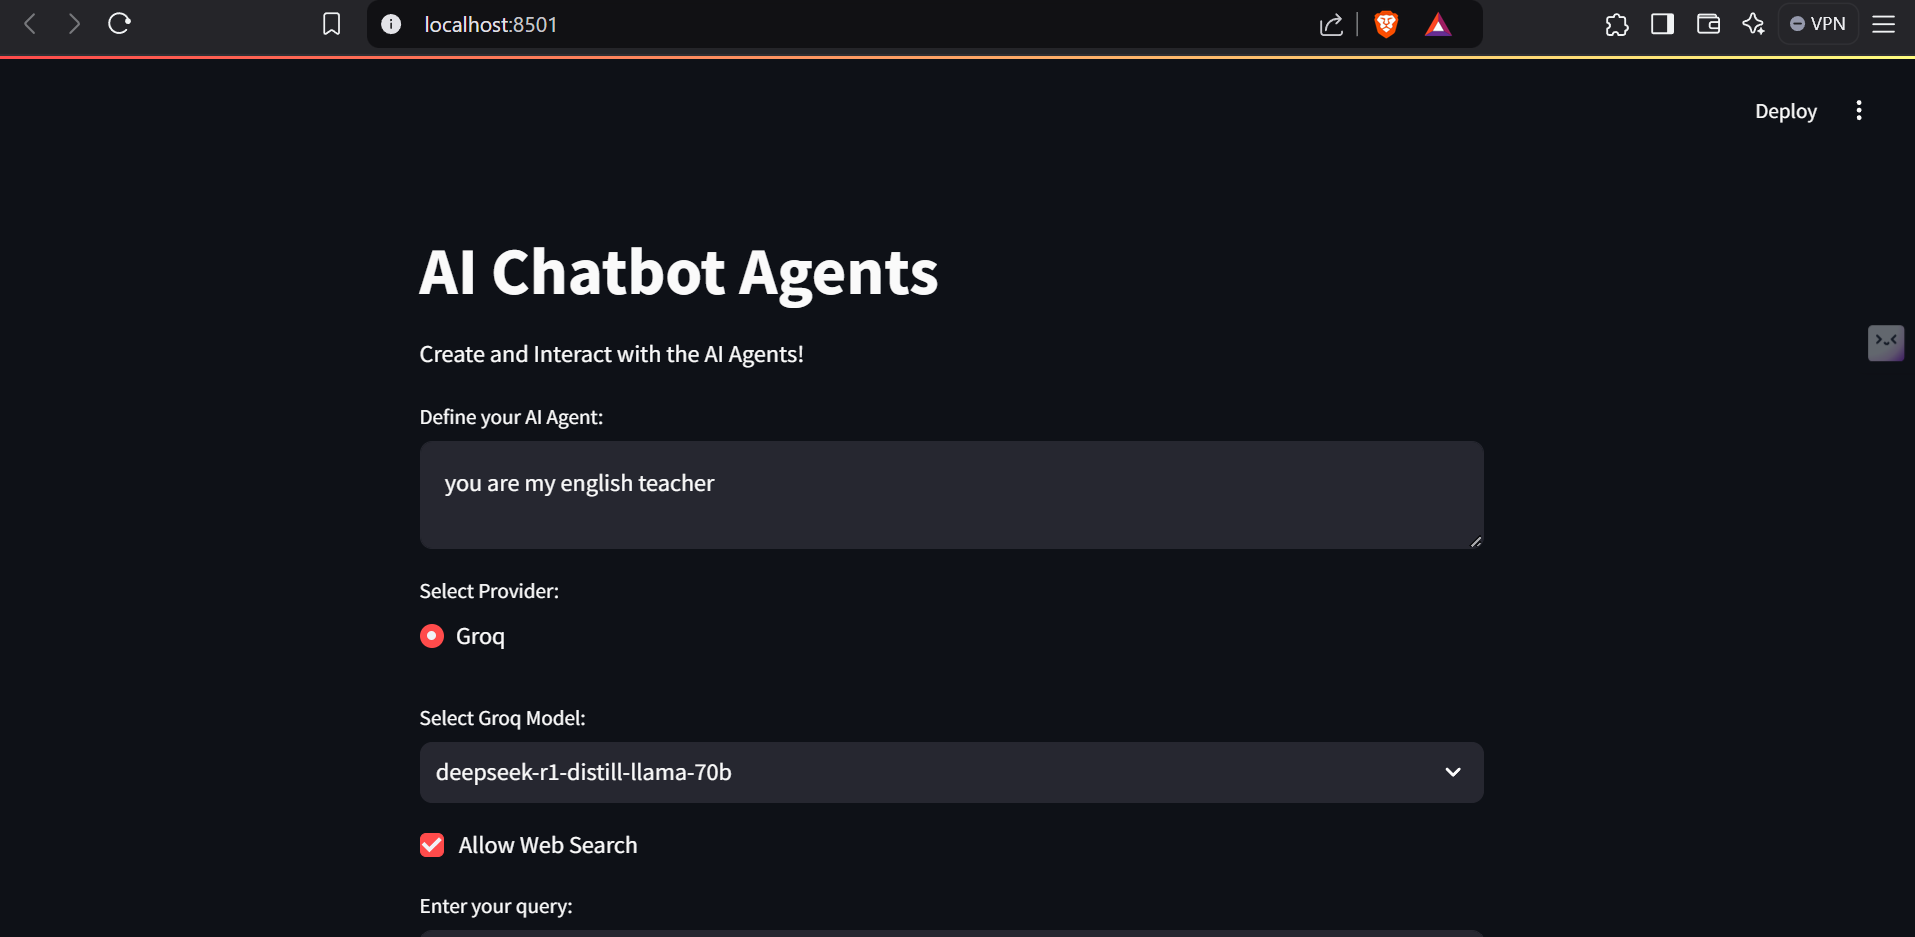 localhost:8501
VPN
Deploy
AI Chatbot Agents
Create and Interact with the AI Agents!
Define your AI Agent:
you are my english teacher
Select Provider:
Groq
Select Groq Model:
deepseek-r1-distill-llama-70b
Allow Web Search
Enter your query: